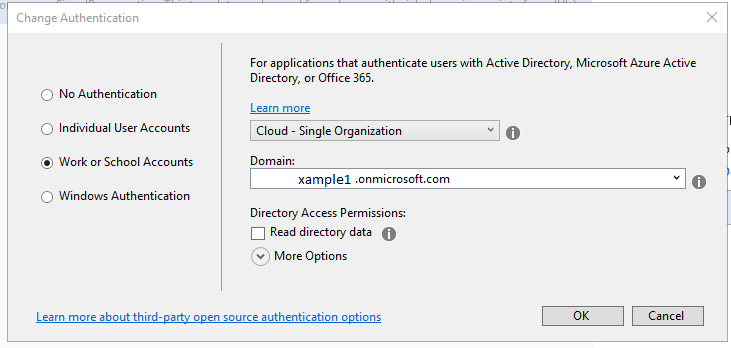 Change Authentication
For applications that authenticate users with Active Directory, Microsoft Azure Active
Directory, or Office 365.
No Authentication
Learn more
Individual User Accounts
Cloud - Single Organization
Work or School Accounts
Domain:
xample1 .onmicrosoft.com
Windows Authentication
Directory Access Permissions:
Read directory data
More Options
Learn more about third-party open source authentication options
OK
Cancel